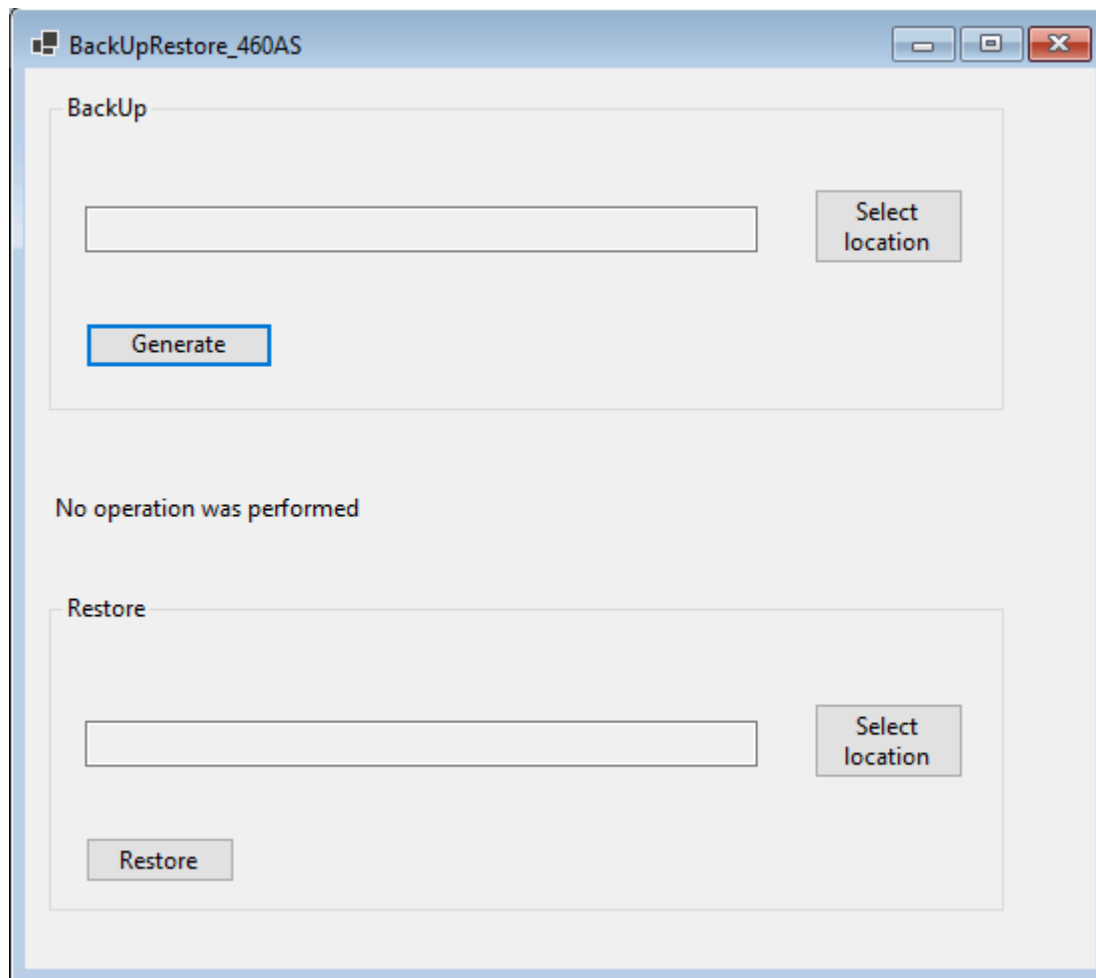 BackUpRestore_460AS
BackUp
Select
location
Generate
No operation was performed
Restore
Select
location
Restore